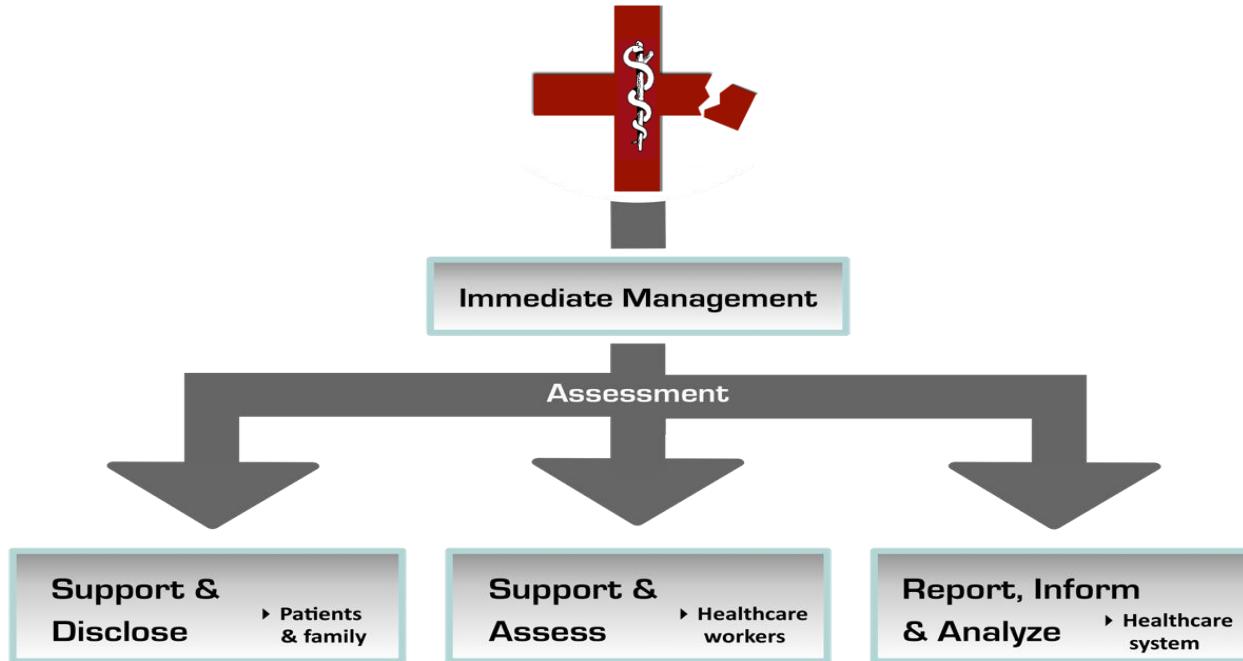 Immediate Management
Assessment
Support &
Disclose
▸ Patients
& family
Support &
Assess
▸ Healthcare
workers
Report, Inform
& Analyze
▸ Healthcare
system